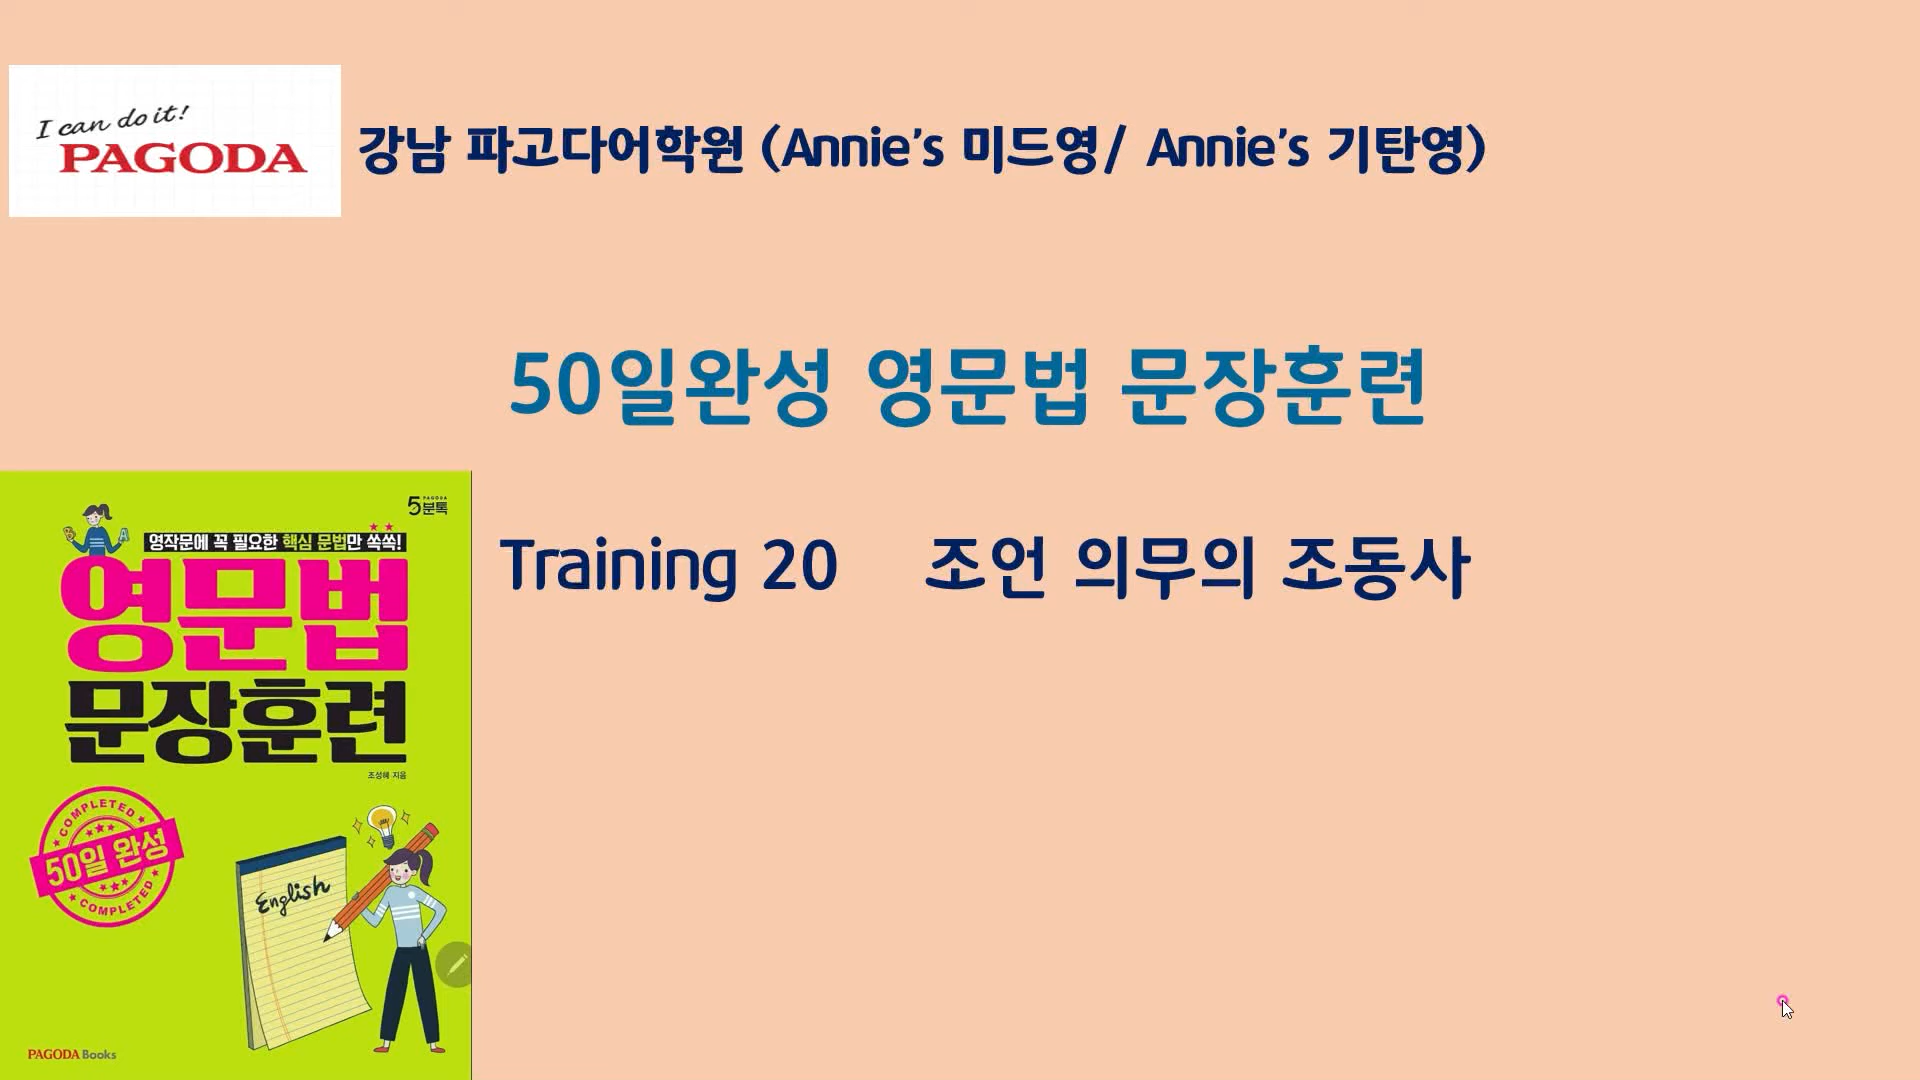 I can do it!
PAGODA
강남 파고다어학원 (Annie's 미드영/ Annie's 기탄영)
50일완성 영문법 문장훈련
Training 20 조언 의무의 조동사
PAGODA
5분톡
영작문에 꼭 필요한 핵심 문법만 쏙쏙!
영문법
문장훈련
조성혜 지음
COMPLETED
50일 완성
COMPLETED
English
PAGODA Books